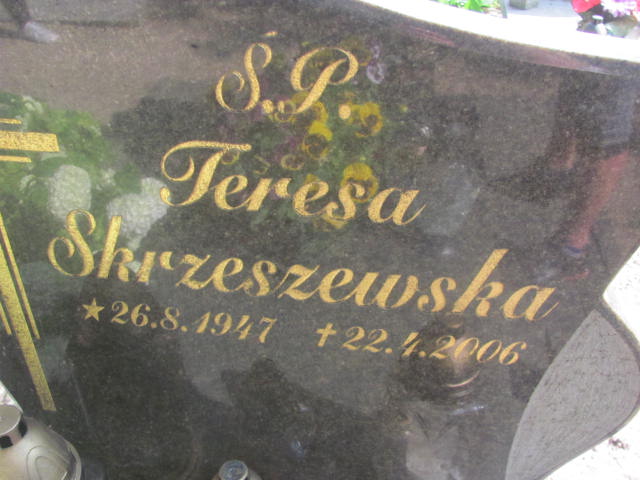 Ś.P.
Teresa
Skrzeszewska
★26.8.1947 ✝22.4.2006